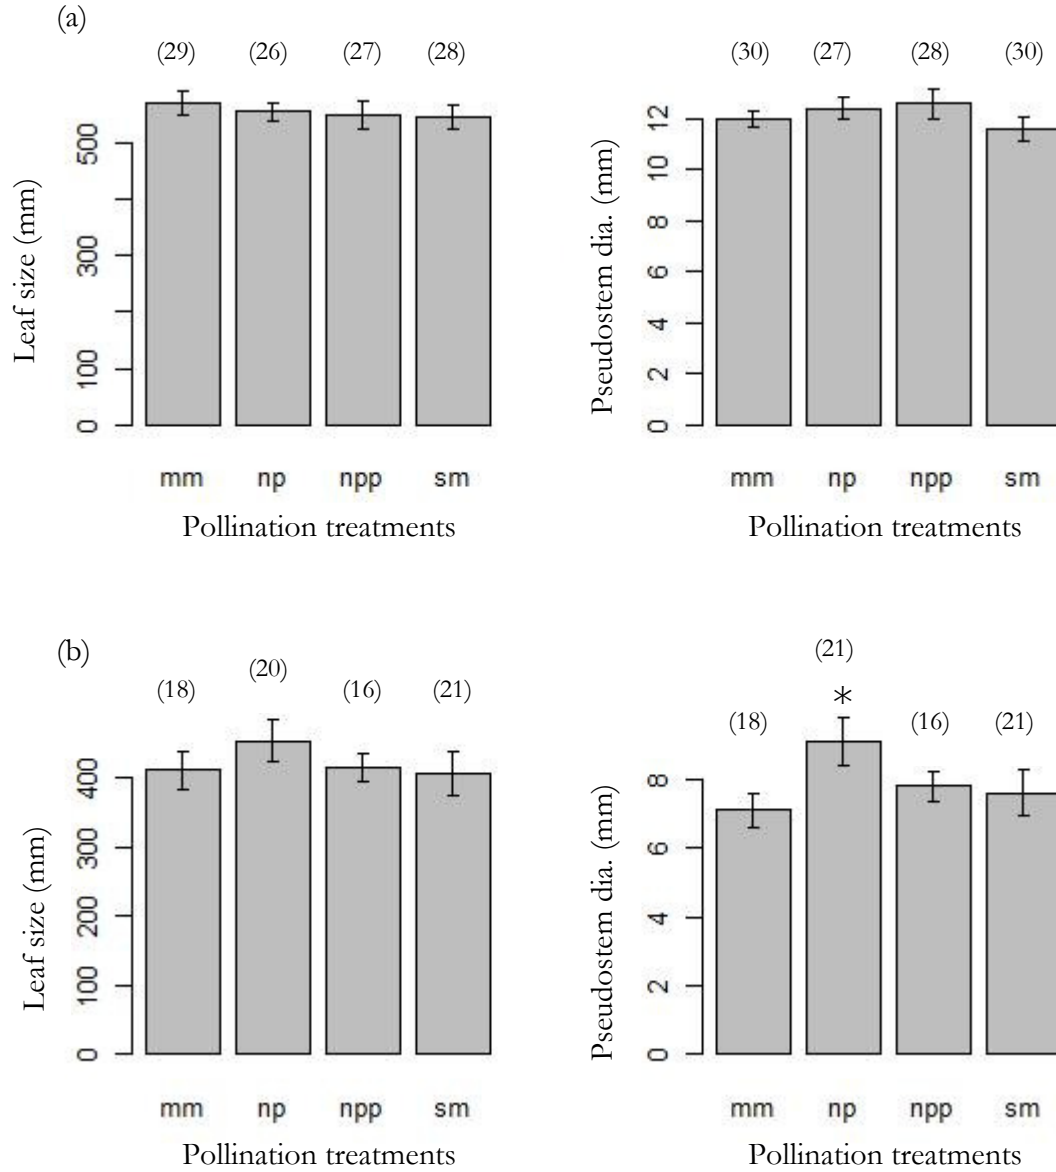 (a)
(29) (26) (27) (28)
500
300
100
0
Leaf size (mm)
mm np npp sm
Pollination treatments
(30) (27) (28) (30)
12
10
8
6
4
2
0
Pseudostem dia. (mm)
mm np npp sm
Pollination treatments
(b)
(18) (20) (16) (21)
400
300
200
100
0
Leaf size (mm)
mm np npp sm
Pollination treatments
(21)
*
(18) (16) (21)
8
6
4
2
0
Pseudostem dia. (mm)
mm np npp sm
Pollination treatments